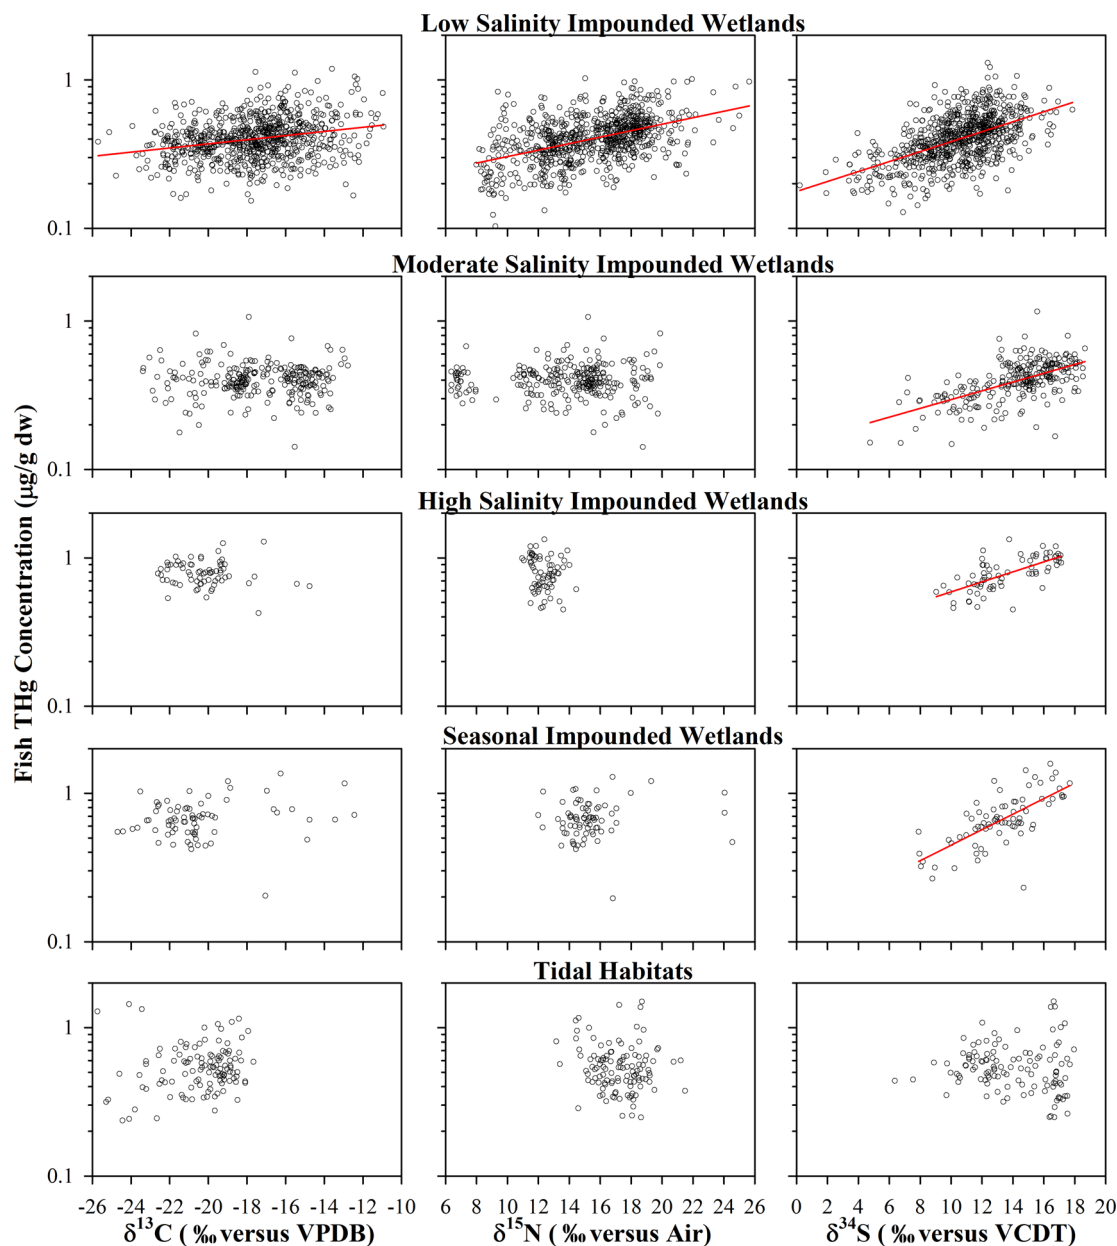 Low Salinity Impounded Wetlands
1
0.1
Moderate Salinity Impounded Wetlands
1
0.1
High Salinity Impounded Wetlands
1
0.1
Seasonal Impounded Wetlands
1
0.1
Tidal Habitats
1
0.1
Fish THg Concentration (µg/g dw)
-26 -24 -22 -20 -18 -16 -14 -12 -10
6 8 10 12 14 16 18 20 22 24 26
0 2 4 6 8 10 12 14 16 18 20
δ¹³C (‰ versus VPDB)
δ¹⁵N (‰ versus Air)
δ³⁴S (‰ versus VCDT)